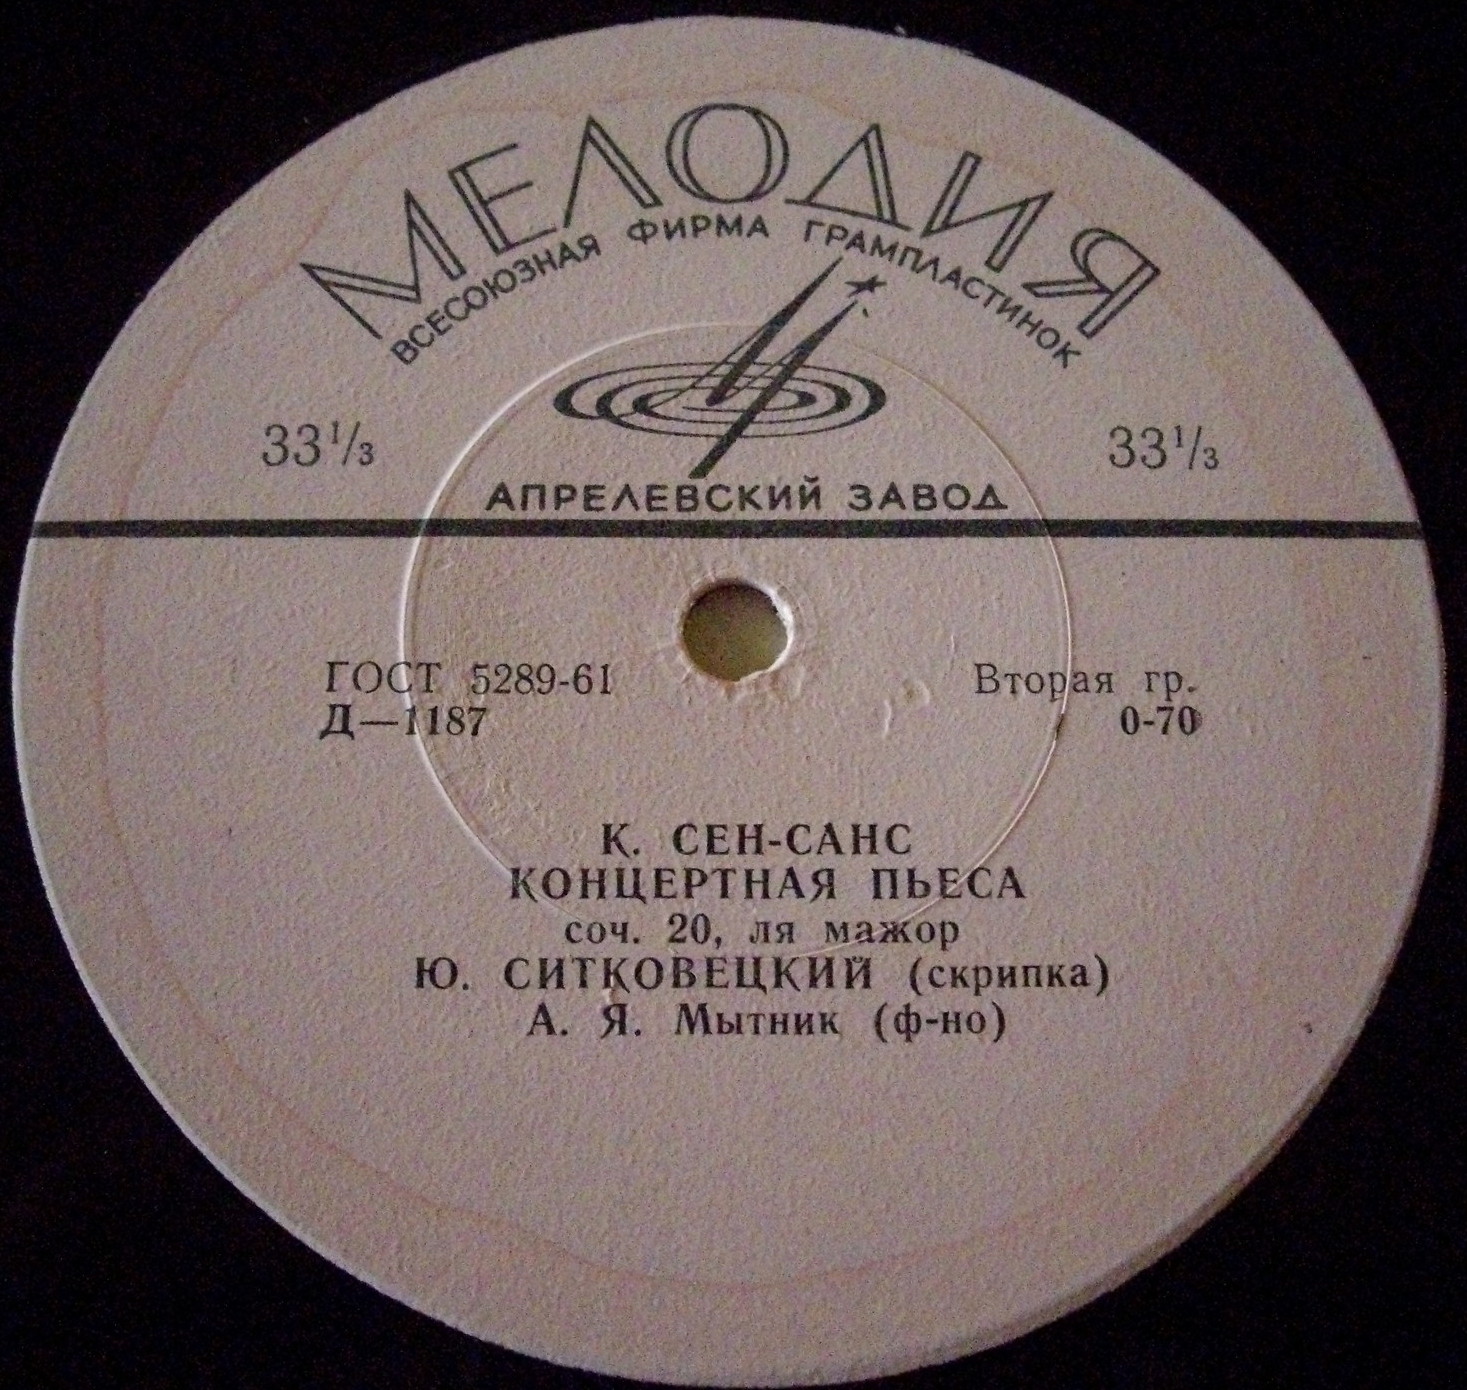 МЕЛОДИЯ
ВСЕСОЮЗНАЯ ФИРМА ГРАМПЛАСТИНОК
33⅓ 33⅓
АПРЕЛЕВСКИЙ ЗАВОД
ГОСТ 5289-61 Вторая гр.
Д—1187 0-70
К. СЕН-САНС
КОНЦЕРТНАЯ ПЬЕСА
соч. 20, ля мажор
Ю. СИТКОВЕЦКИЙ (скрипка)
А. Я. Мытник (ф-но)